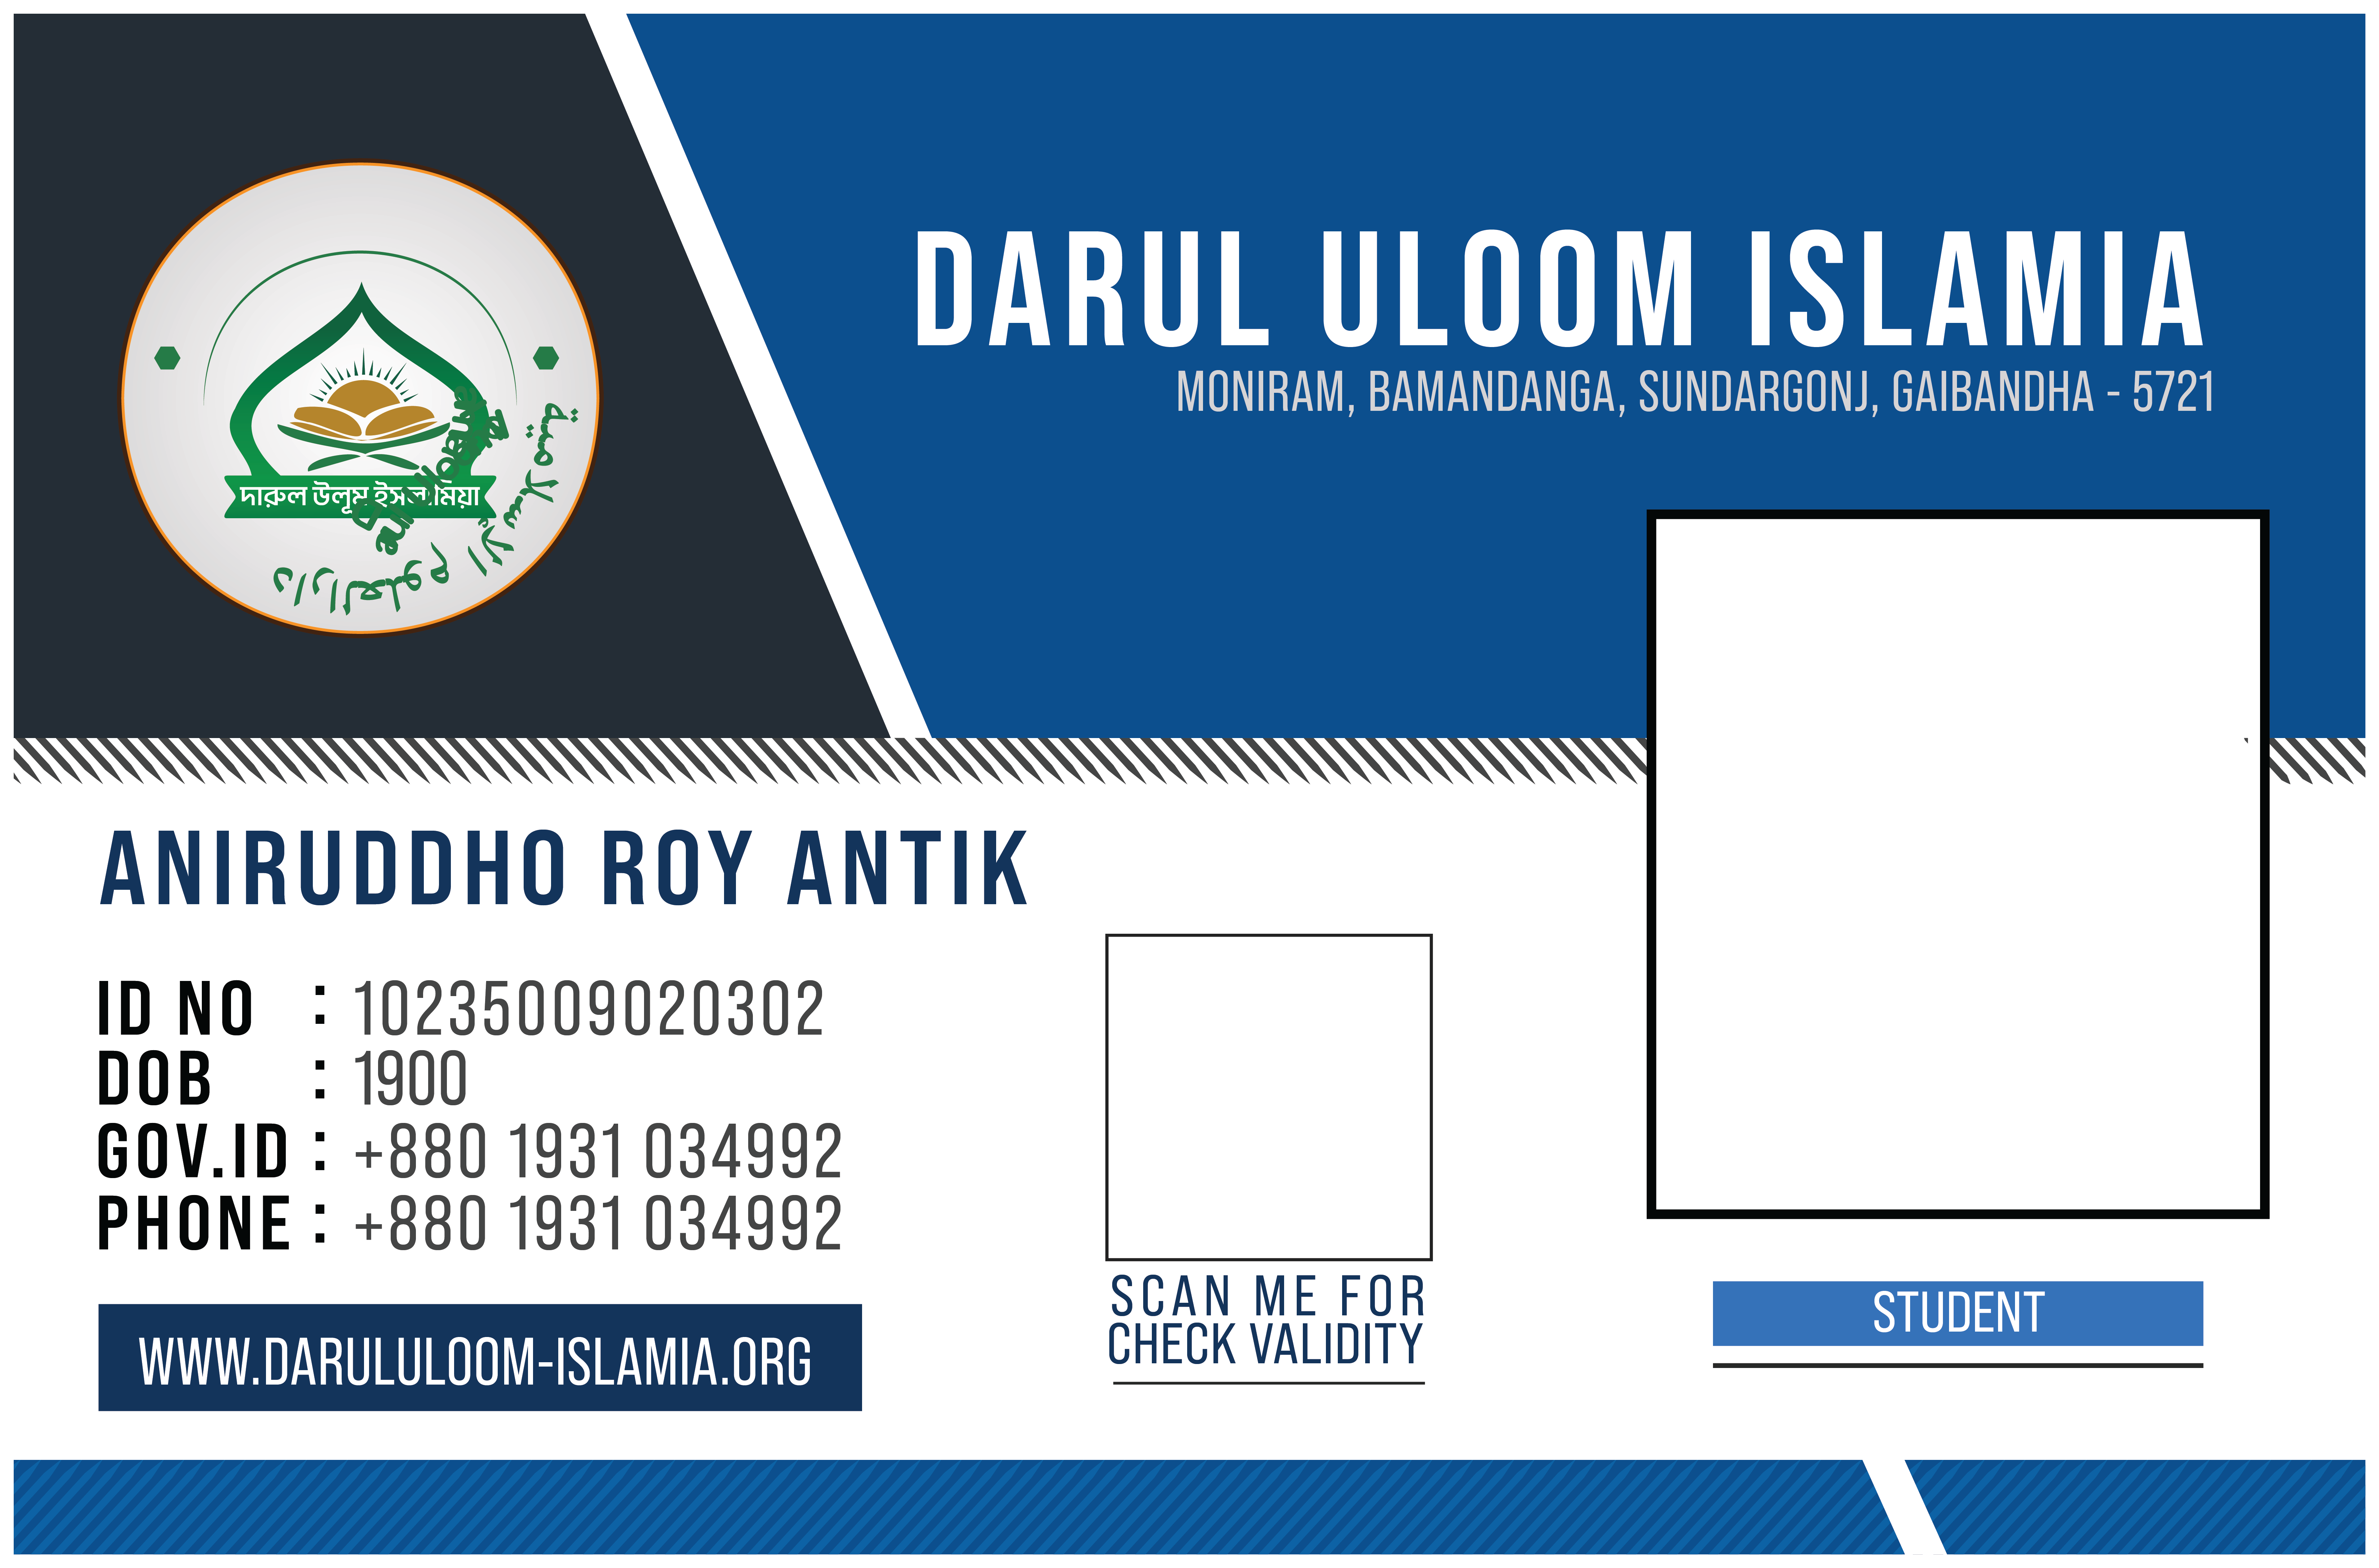 DARUL ULOOM ISLAMIA
MONIRAM, BAMANDANGA, SUNDARGONJ, GAIBANDHA - 5721
দারুল উলূম ইসলামিয়া
ANIRUDDHO ROY ANTIK
ID NO : 10235009020302
DOB : 1900
GOV.ID : +880 1931 034992
PHONE : +880 1931 034992
WWW.DARULULOOM-ISLAMIA.ORG
SCAN ME FOR
CHECK VALIDITY
STUDENT